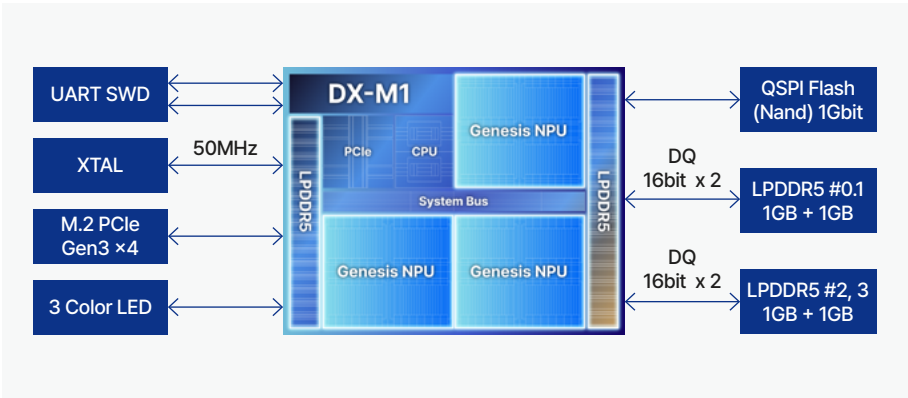 UART SWD
XTAL
50MHz
M.2 PCIe
Gen3 ×4
3 Color LED
DX-M1
PCIe
CPU
Genesis NPU
LPDDR5
System Bus
LPDDR5
Genesis NPU
Genesis NPU
QSPI Flash
(Nand) 1Gbit
DQ
16bit x 2
LPDDR5 #0.1
1GB + 1GB
DQ
16bit x 2
LPDDR5 #2, 3
1GB + 1GB